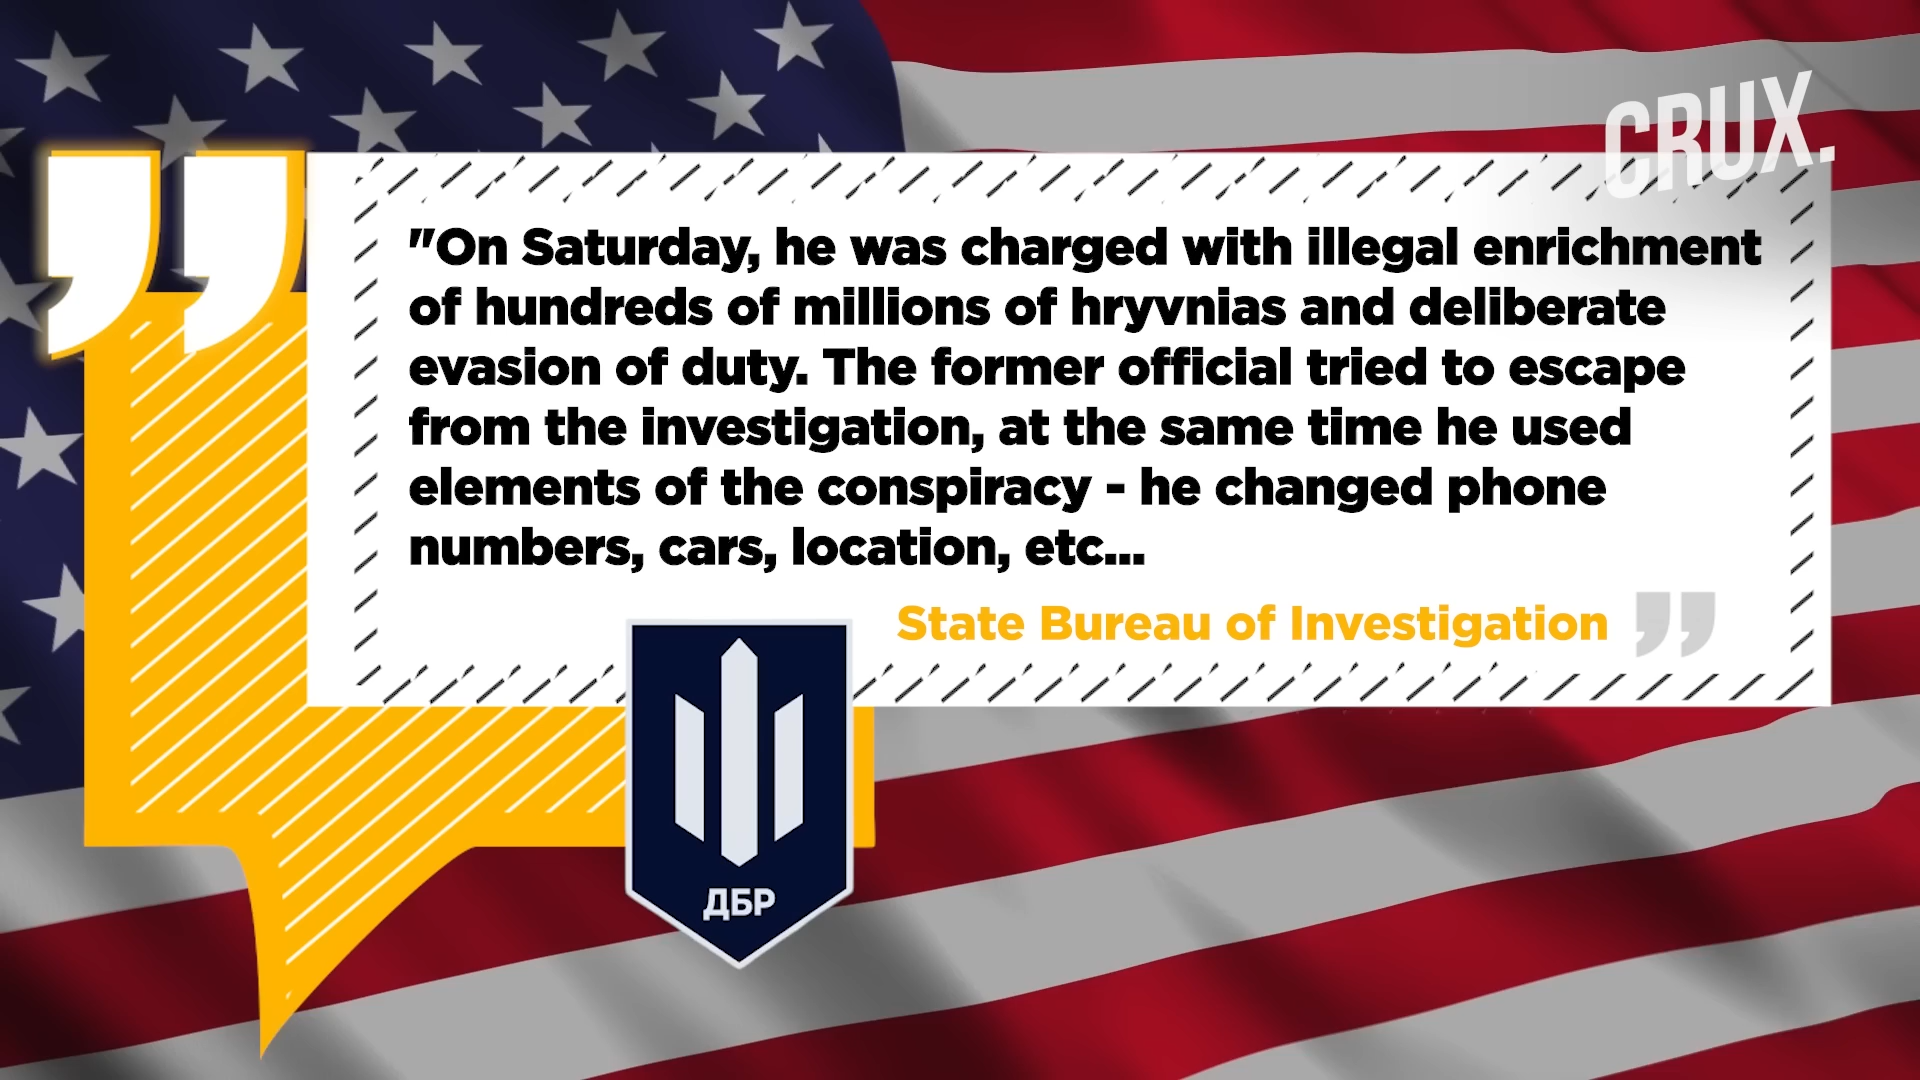 CRUX.
"On Saturday, he was charged with illegal enrichment
of hundreds of millions of hryvnias and deliberate
evasion of duty. The former official tried to escape
from the investigation, at the same time he used
elements of the conspiracy - he changed phone
numbers, cars, location, etc...
State Bureau of Investigation
ДБР